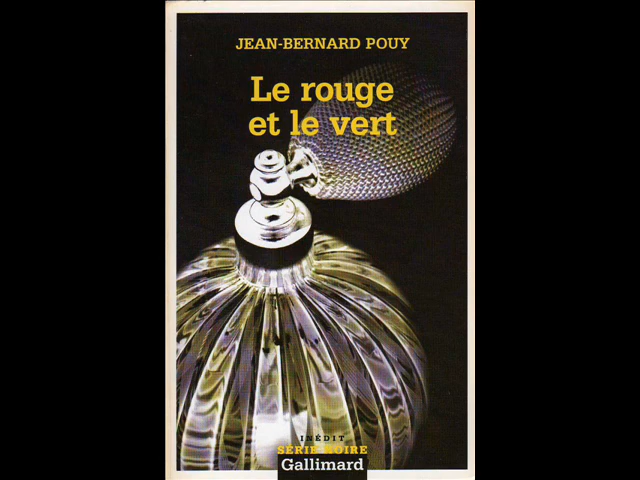 JEAN-BERNARD POUY
Le rouge
et le vert
INÉDIT
SÉRIE NOIRE
Gallimard